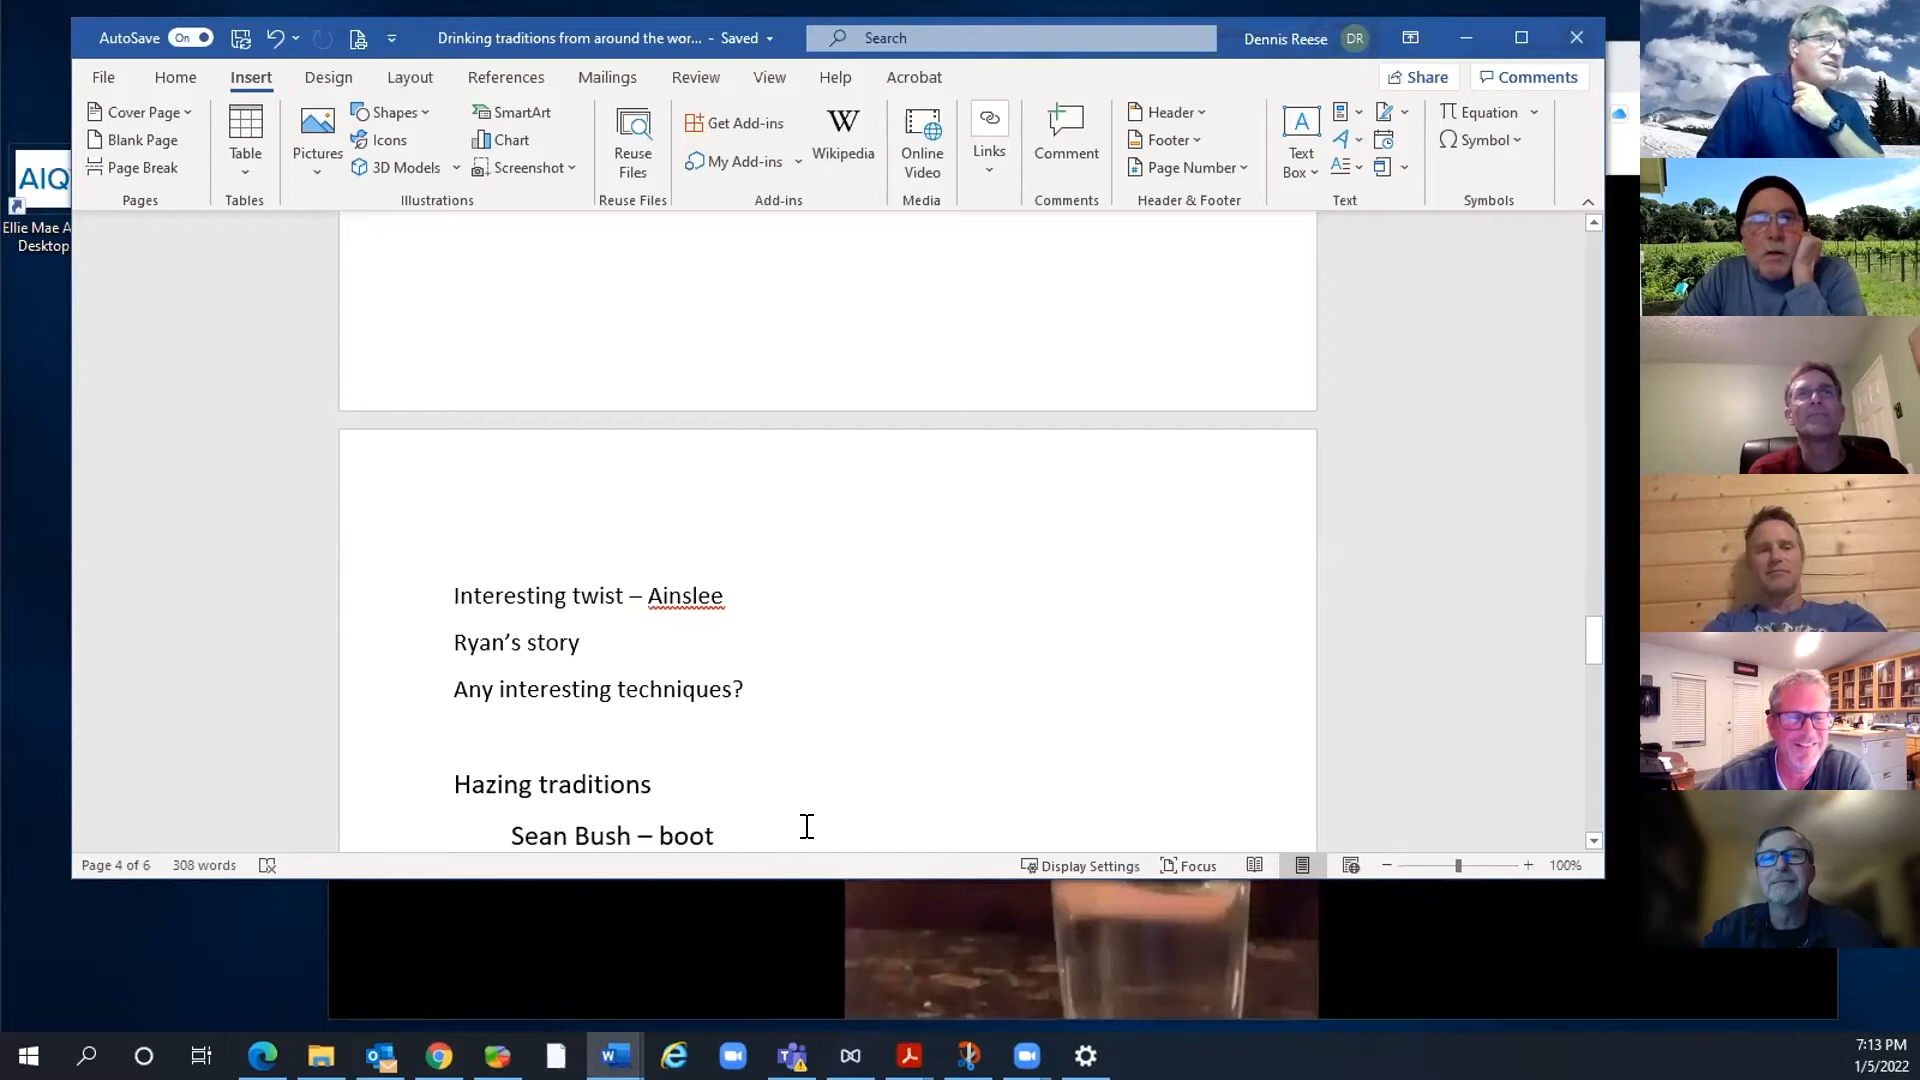 AutoSave On Drinking traditions from around the wor... - Saved Search Dennis Reese DR
File Home Insert Design Layout References Mailings Review View Help Acrobat Share Comments
Cover Page
Blank Page
Page Break
Pages
Table
Tables
Pictures
Shapes
Icons
3D Models
SmartArt
Chart
Screenshot
Illustrations
Reuse
Files
Reuse Files
Get Add-ins
My Add-ins
Wikipedia
Add-ins
Online
Video
Media
Links
Comment
Comments
Header
Footer
Page Number
Header & Footer
Text
Box
Text
Equation
Symbol
Symbols
AIQ
Ellie Mae A
Desktop
Interesting twist – Ainslee
Ryan's story
Any interesting techniques?
Hazing traditions
Sean Bush – boot
Page 4 of 6 308 words Display Settings Focus 100%
7:13 PM
1/5/2022